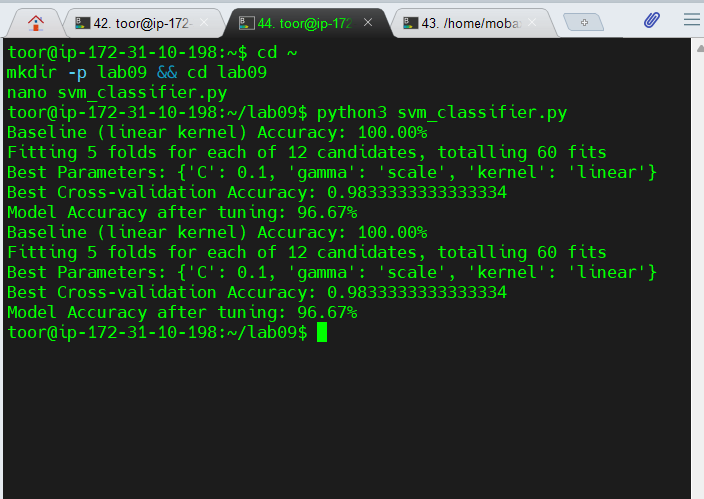 42. toor@ip-172-
44. toor@ip-172
43. /home/moba
toor@ip-172-31-10-198:~$ cd ~
mkdir -p lab09 && cd lab09
nano svm_classifier.py
toor@ip-172-31-10-198:~/lab09$ python3 svm_classifier.py
Baseline (linear kernel) Accuracy: 100.00%
Fitting 5 folds for each of 12 candidates, totalling 60 fits
Best Parameters: {'C': 0.1, 'gamma': 'scale', 'kernel': 'linear'}
Best Cross-validation Accuracy: 0.9833333333333334
Model Accuracy after tuning: 96.67%
Baseline (linear kernel) Accuracy: 100.00%
Fitting 5 folds for each of 12 candidates, totalling 60 fits
Best Parameters: {'C': 0.1, 'gamma': 'scale', 'kernel': 'linear'}
Best Cross-validation Accuracy: 0.9833333333333334
Model Accuracy after tuning: 96.67%
toor@ip-172-31-10-198:~/lab09$